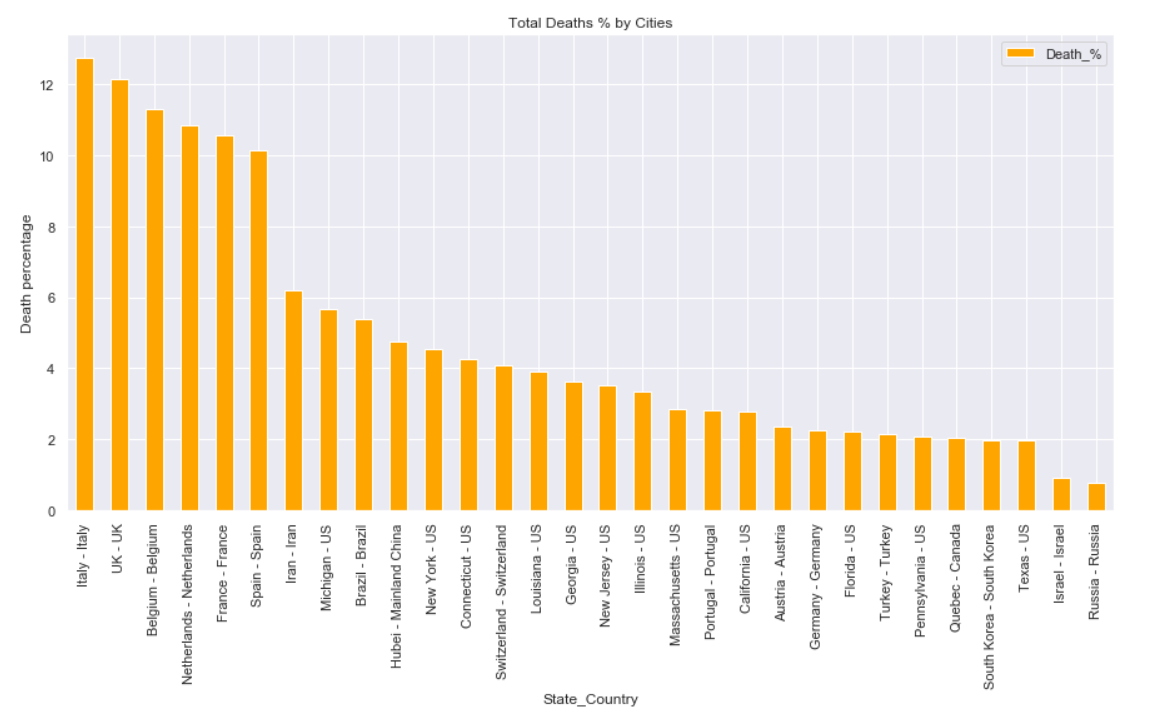 Total Deaths % by Cities
Death_%
Death percentage
12
10
8
6
4
2
0
Italy - Italy
UK - UK
Belgium - Belgium
Netherlands - Netherlands
France - France
Spain - Spain
Iran - Iran
Michigan - US
Brazil - Brazil
Hubei - Mainland China
New York - US
Connecticut - US
Switzerland - Switzerland
Louisiana - US
Georgia - US
New Jersey - US
Illinois - US
Massachusetts - US
Portugal - Portugal
California - US
Austria - Austria
Germany - Germany
Florida - US
Turkey - Turkey
Pennsylvania - US
Quebec - Canada
South Korea - South Korea
Texas - US
Israel - Israel
Russia - Russia
State_Country